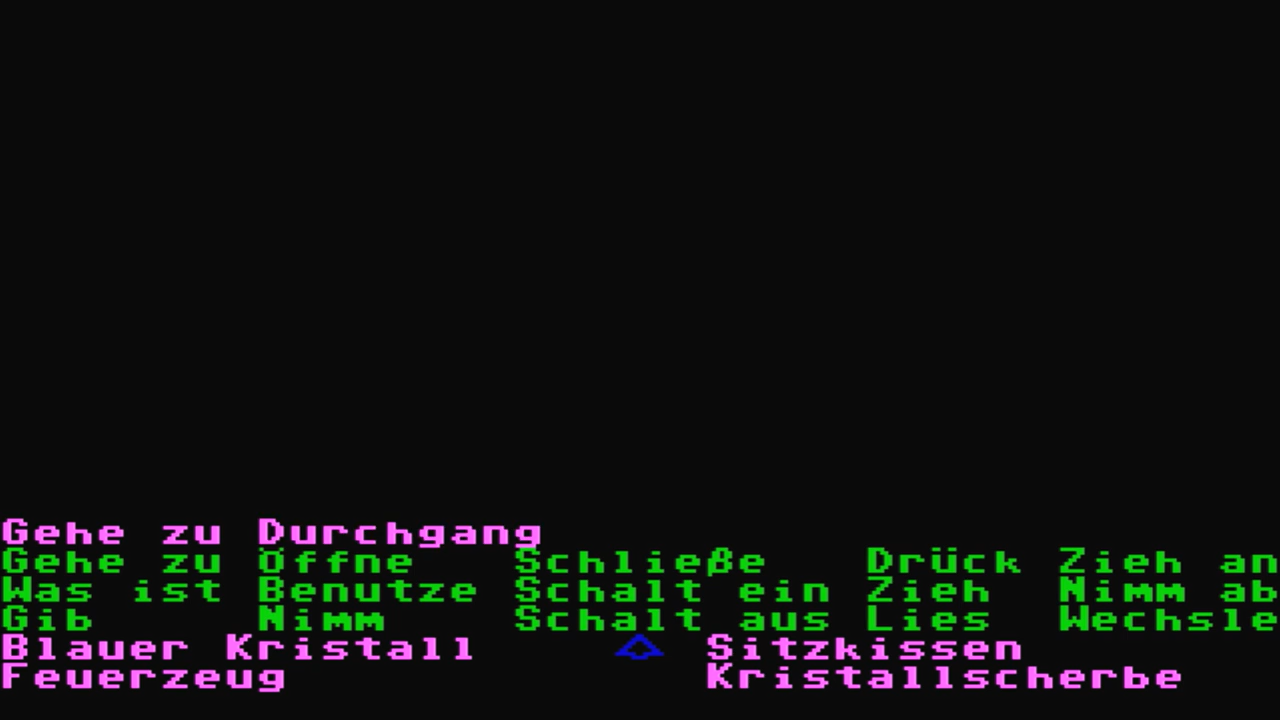 Gehe zu Durchgang
Gehe zu Öffne Schließe Drück Zieh an
Was ist Benutze Schalt ein Zieh Nimm ab
Gib Nimm Schalt aus Lies Wechsle
Blauer Kristall Sitzkissen
Feuerzeug Kristallscherbe